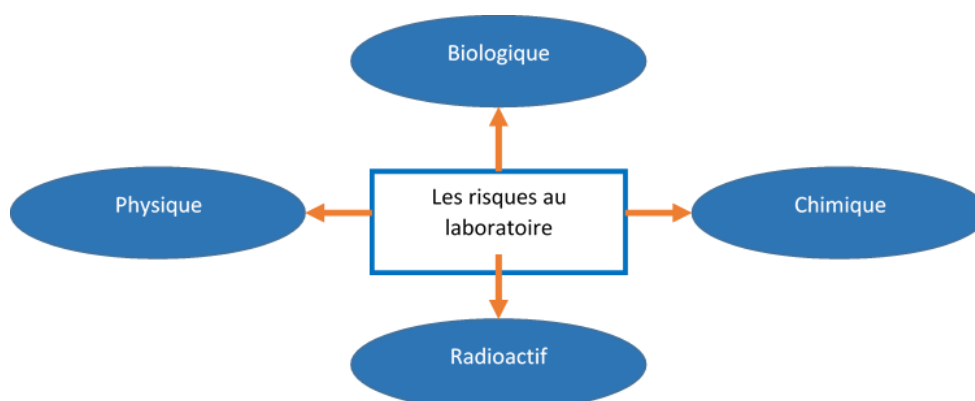 Biologique
Physique
Les risques au
laboratoire
Chimique
Radioactif